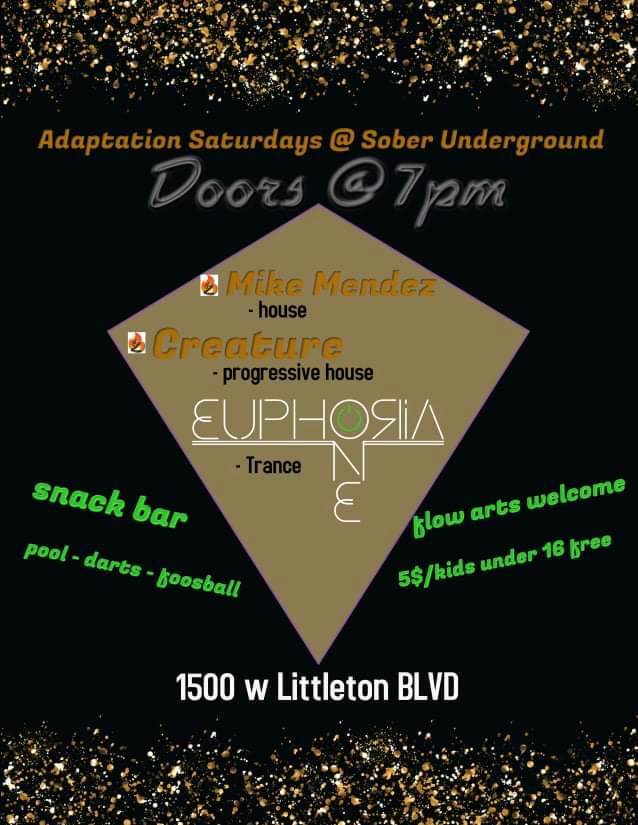 Adaptation Saturdays @ Sober Underground
Doors @ 7pm
Mike Mendez
- house
Creature
- progressive house
EUPHORiA
ONE
- Trance
snack bar
pool - darts - foosball
flow arts welcome
5$/kids under 16 free
1500 w Littleton BLVD